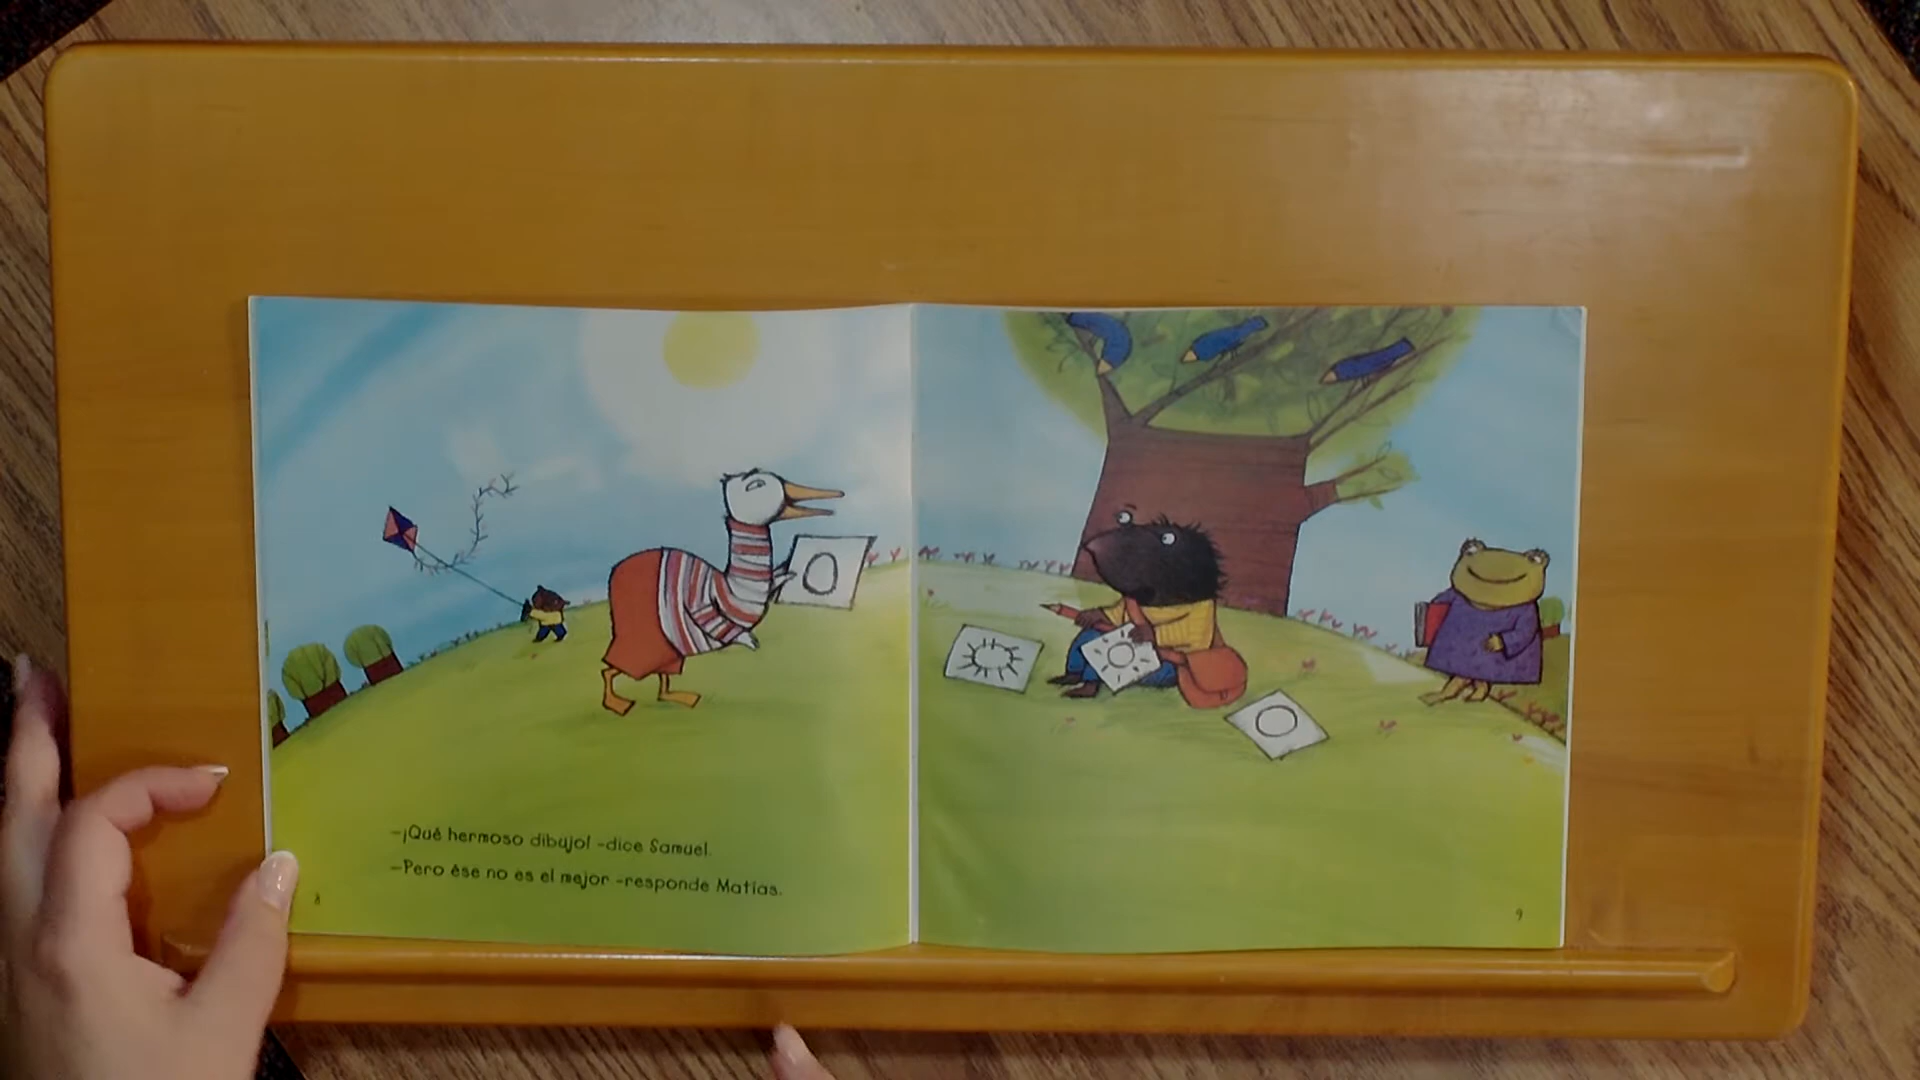 –¡Qué hermoso dibujo! –dice Samuel.
–Pero ése no es el mejor –responde Matías.
8
9